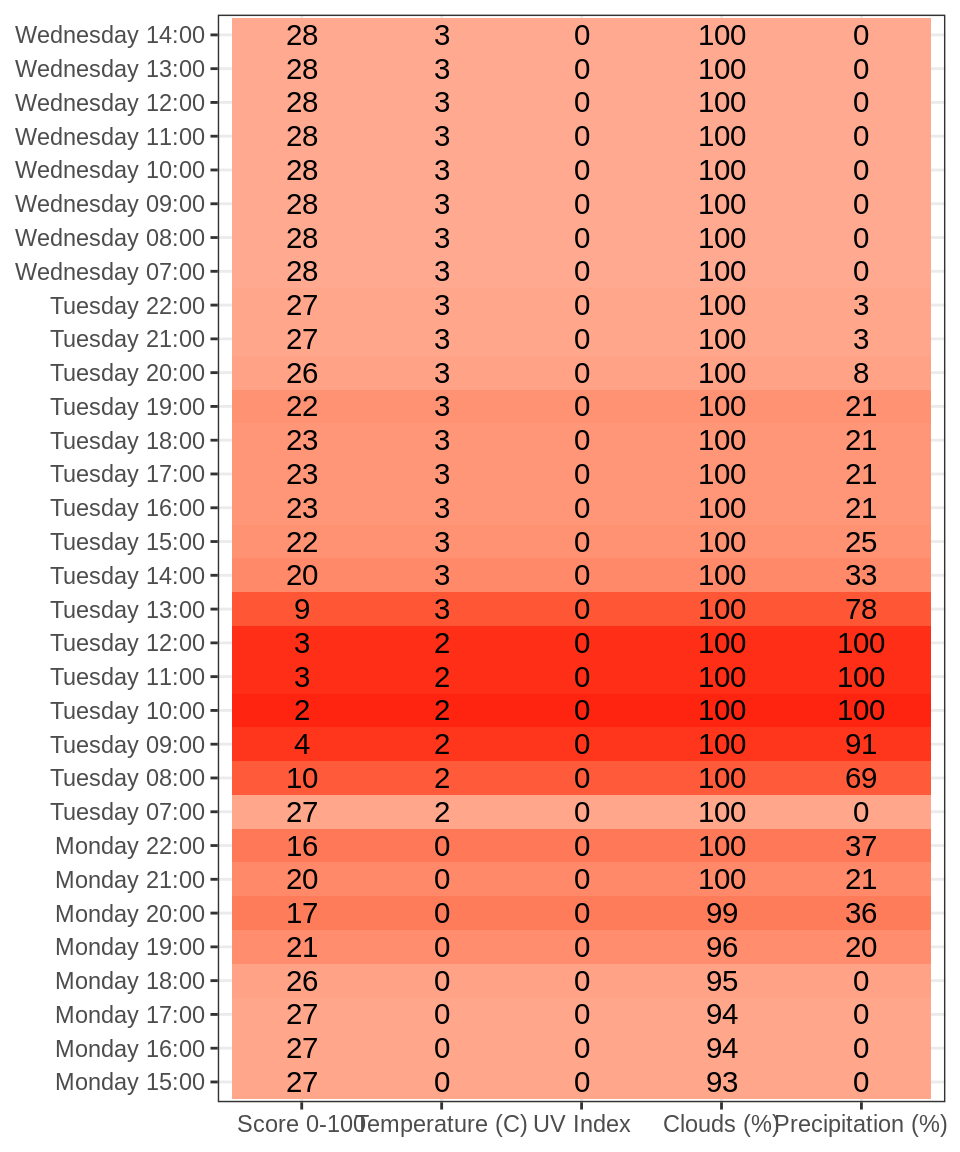 Wednesday 14:00 28 3 0 100 0
Wednesday 13:00 28 3 0 100 0
Wednesday 12:00 28 3 0 100 0
Wednesday 11:00 28 3 0 100 0
Wednesday 10:00 28 3 0 100 0
Wednesday 09:00 28 3 0 100 0
Wednesday 08:00 28 3 0 100 0
Wednesday 07:00 28 3 0 100 0
Tuesday 22:00 27 3 0 100 3
Tuesday 21:00 27 3 0 100 3
Tuesday 20:00 26 3 0 100 8
Tuesday 19:00 22 3 0 100 21
Tuesday 18:00 23 3 0 100 21
Tuesday 17:00 23 3 0 100 21
Tuesday 16:00 23 3 0 100 21
Tuesday 15:00 22 3 0 100 25
Tuesday 14:00 20 3 0 100 33
Tuesday 13:00 9 3 0 100 78
Tuesday 12:00 3 2 0 100 100
Tuesday 11:00 3 2 0 100 100
Tuesday 10:00 2 2 0 100 100
Tuesday 09:00 4 2 0 100 91
Tuesday 08:00 10 2 0 100 69
Tuesday 07:00 27 2 0 100 0
Monday 22:00 16 0 0 100 37
Monday 21:00 20 0 0 100 21
Monday 20:00 17 0 0 99 36
Monday 19:00 21 0 0 96 20
Monday 18:00 26 0 0 95 0
Monday 17:00 27 0 0 94 0
Monday 16:00 27 0 0 94 0
Monday 15:00 27 0 0 93 0
Score 0-100 Temperature (C) UV Index Clouds (%) Precipitation (%)